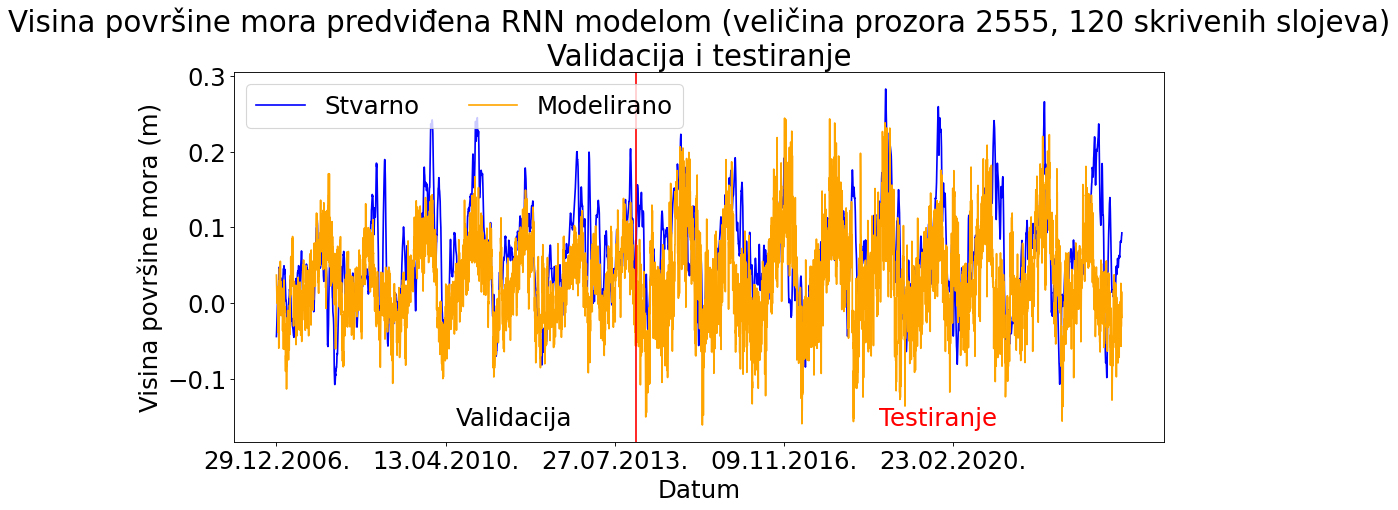 Visina površine mora predviđena RNN modelom (veličina prozora 2555, 120 skrivenih slojeva)
Validacija i testiranje
Stvarno Modelirano
Visina površine mora (m)
0.3
0.2
0.1
0.0
−0.1
Validacija Testiranje
29.12.2006. 13.04.2010. 27.07.2013. 09.11.2016. 23.02.2020.
Datum